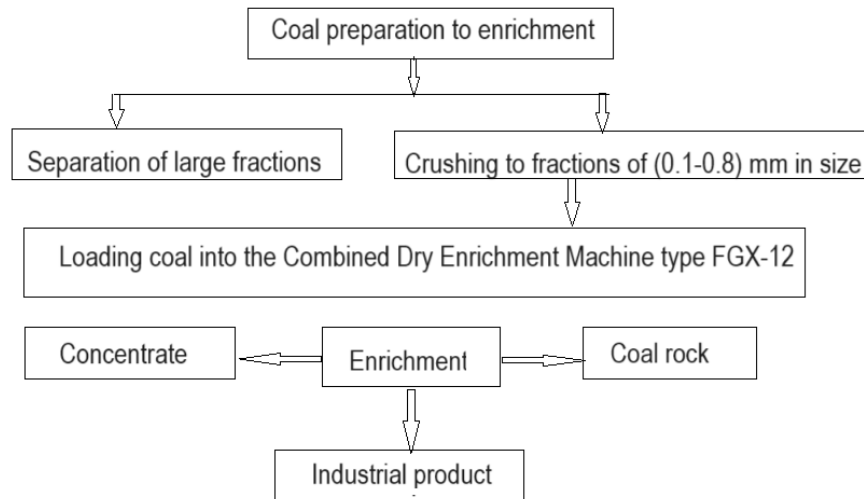 Coal preparation to enrichment
Separation of large fractions
Crushing to fractions of (0.1-0.8) mm in size
Loading coal into the Combined Dry Enrichment Machine type FGX-12
Concentrate
Enrichment
Coal rock
Industrial product